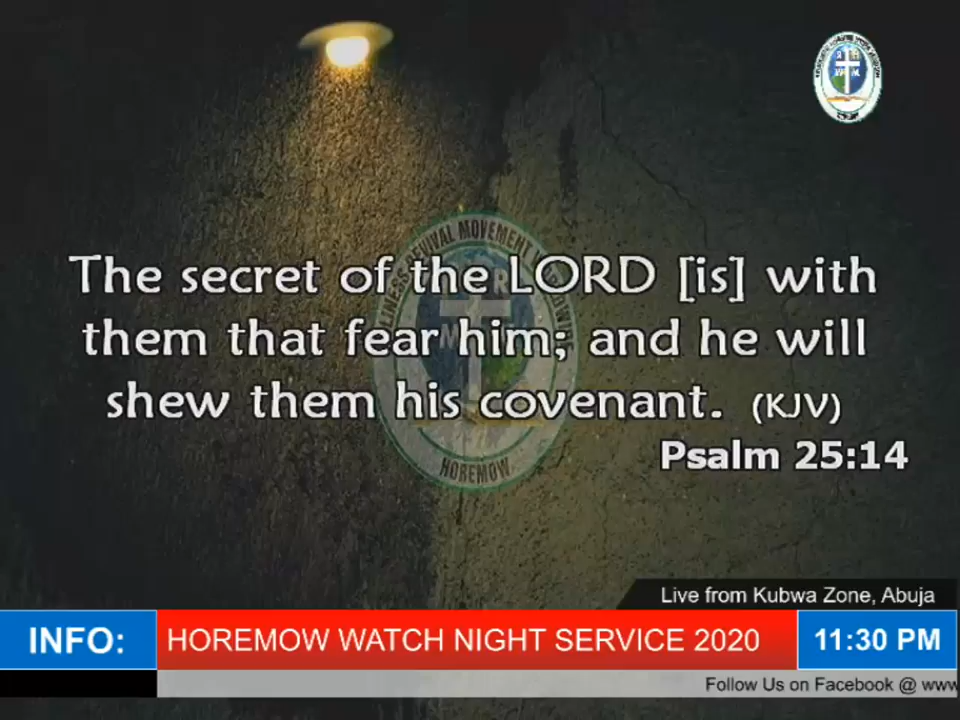 The secret of the LORD [is] with
them that fear him; and he will
shew them his covenant. (KJV)
Psalm 25:14
HOREMOW
Live from Kubwa Zone, Abuja
INFO: HOREMOW WATCH NIGHT SERVICE 2020 11:30 PM
Follow Us on Facebook @ www